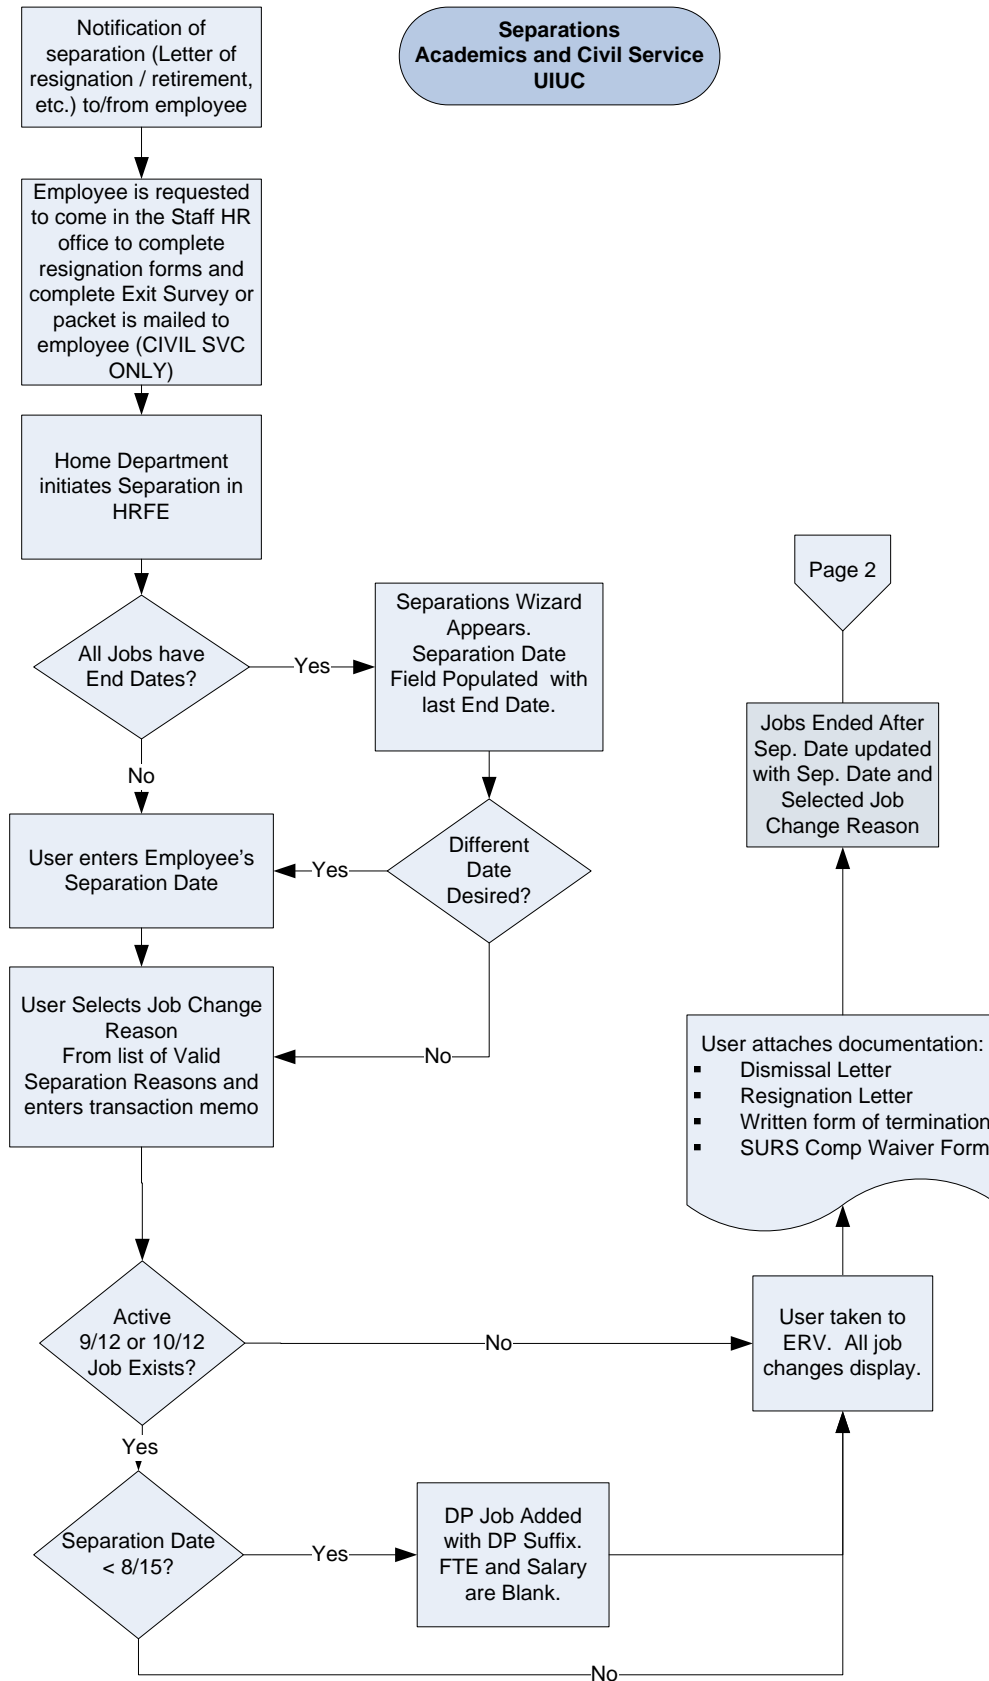 Notification of
separation (Letter of
resignation / retirement,
etc.) to/from employee
Separations
Academics and Civil Service
UIUC
Employee is requested
to come in the Staff HR
office to complete
resignation forms and
complete Exit Survey or
packet is mailed to
employee (CIVIL SVC
ONLY)
Home Department
initiates Separation in
HRFE
All Jobs have
End Dates?
Yes
Separations Wizard
Appears.
Separation Date
Field Populated with
last End Date.
No
Different
Date
Desired?
Yes
User enters Employee's
Separation Date
No
User Selects Job Change
Reason
From list of Valid
Separation Reasons and
enters transaction memo
Active
9/12 or 10/12
Job Exists?
No
Yes
Separation Date
< 8/15?
Yes
DP Job Added
with DP Suffix.
FTE and Salary
are Blank.
No
User taken to
ERV. All job
changes display.
User attaches documentation:
▪ Dismissal Letter
▪ Resignation Letter
▪ Written form of termination
▪ SURS Comp Waiver Form
Jobs Ended After
Sep. Date updated
with Sep. Date and
Selected Job
Change Reason
Page 2